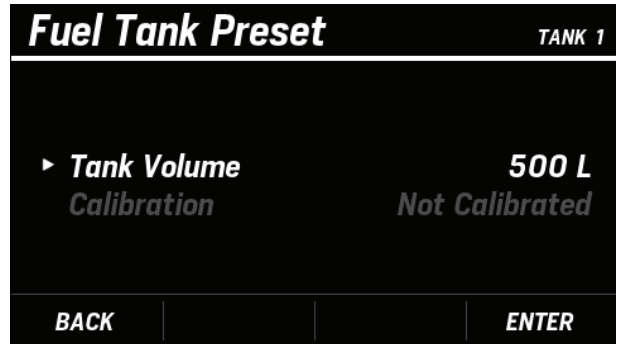 Fuel Tank Preset TANK 1
Tank Volume 500 L
Calibration Not Calibrated
BACK ENTER